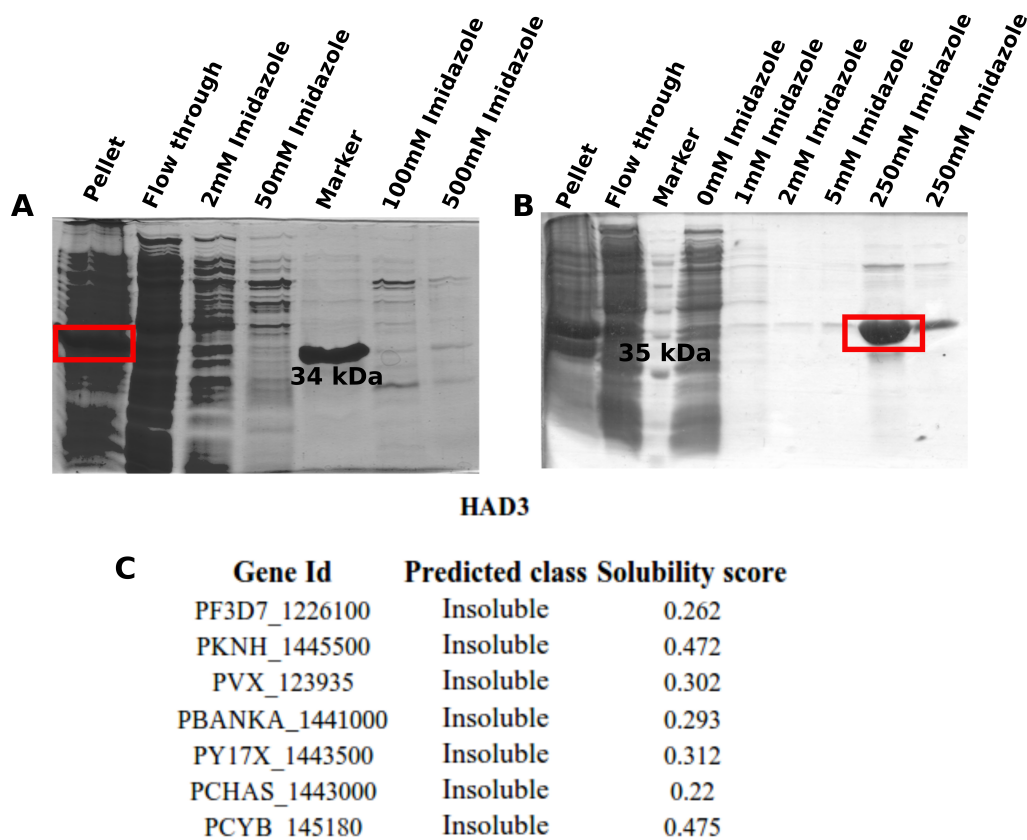 A
Pellet
Flow through
2mM Imidazole
50mM Imidazole
Marker
100mM Imidazole
500mM Imidazole
34 kDa
B
Pellet
Flow through
Marker
0mM Imidazole
1mM Imidazole
2mM Imidazole
5mM Imidazole
250mM Imidazole
250mM Imidazole
35 kDa
HAD3
C
Gene Id Predicted class Solubility score
PF3D7_1226100 Insoluble 0.262
PKNH_1445500 Insoluble 0.472
PVX_123935 Insoluble 0.302
PBANKA_1441000 Insoluble 0.293
PY17X_1443500 Insoluble 0.312
PCHAS_1443000 Insoluble 0.22
PCYB_145180 Insoluble 0.475